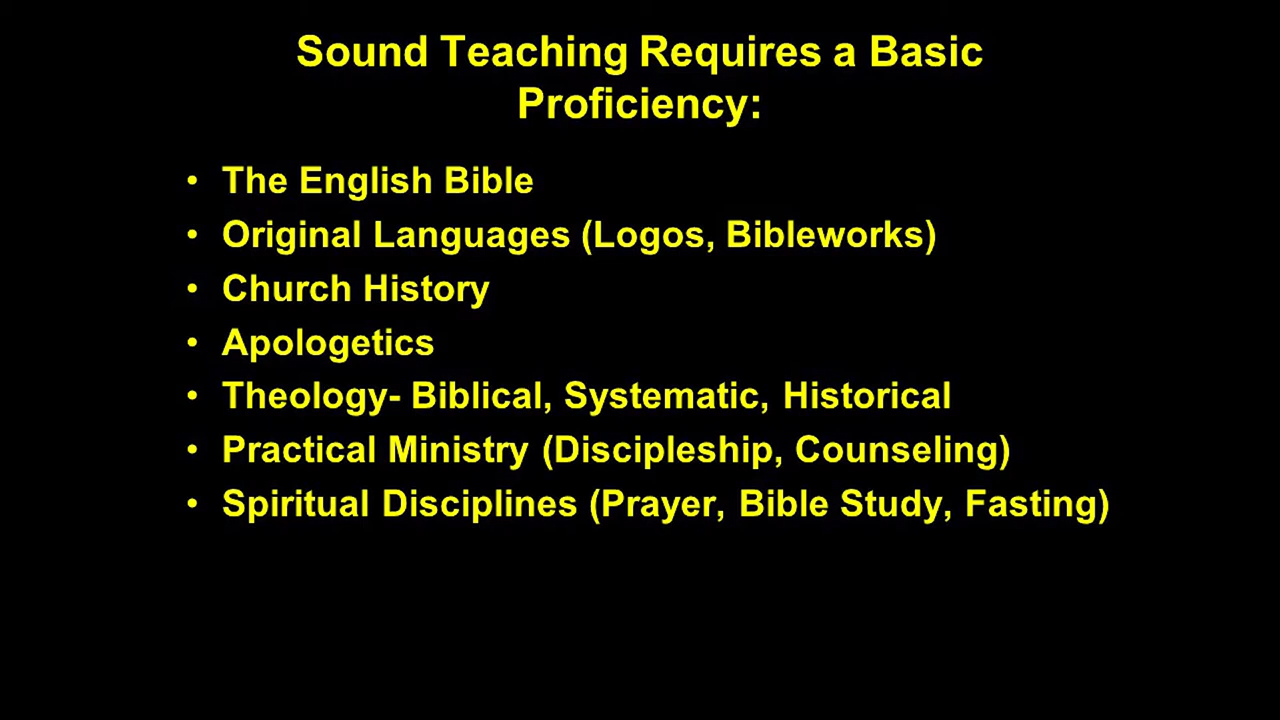 Sound Teaching Requires a Basic
Proficiency:
• The English Bible
• Original Languages (Logos, Bibleworks)
• Church History
• Apologetics
• Theology- Biblical, Systematic, Historical
• Practical Ministry (Discipleship, Counseling)
• Spiritual Disciplines (Prayer, Bible Study, Fasting)